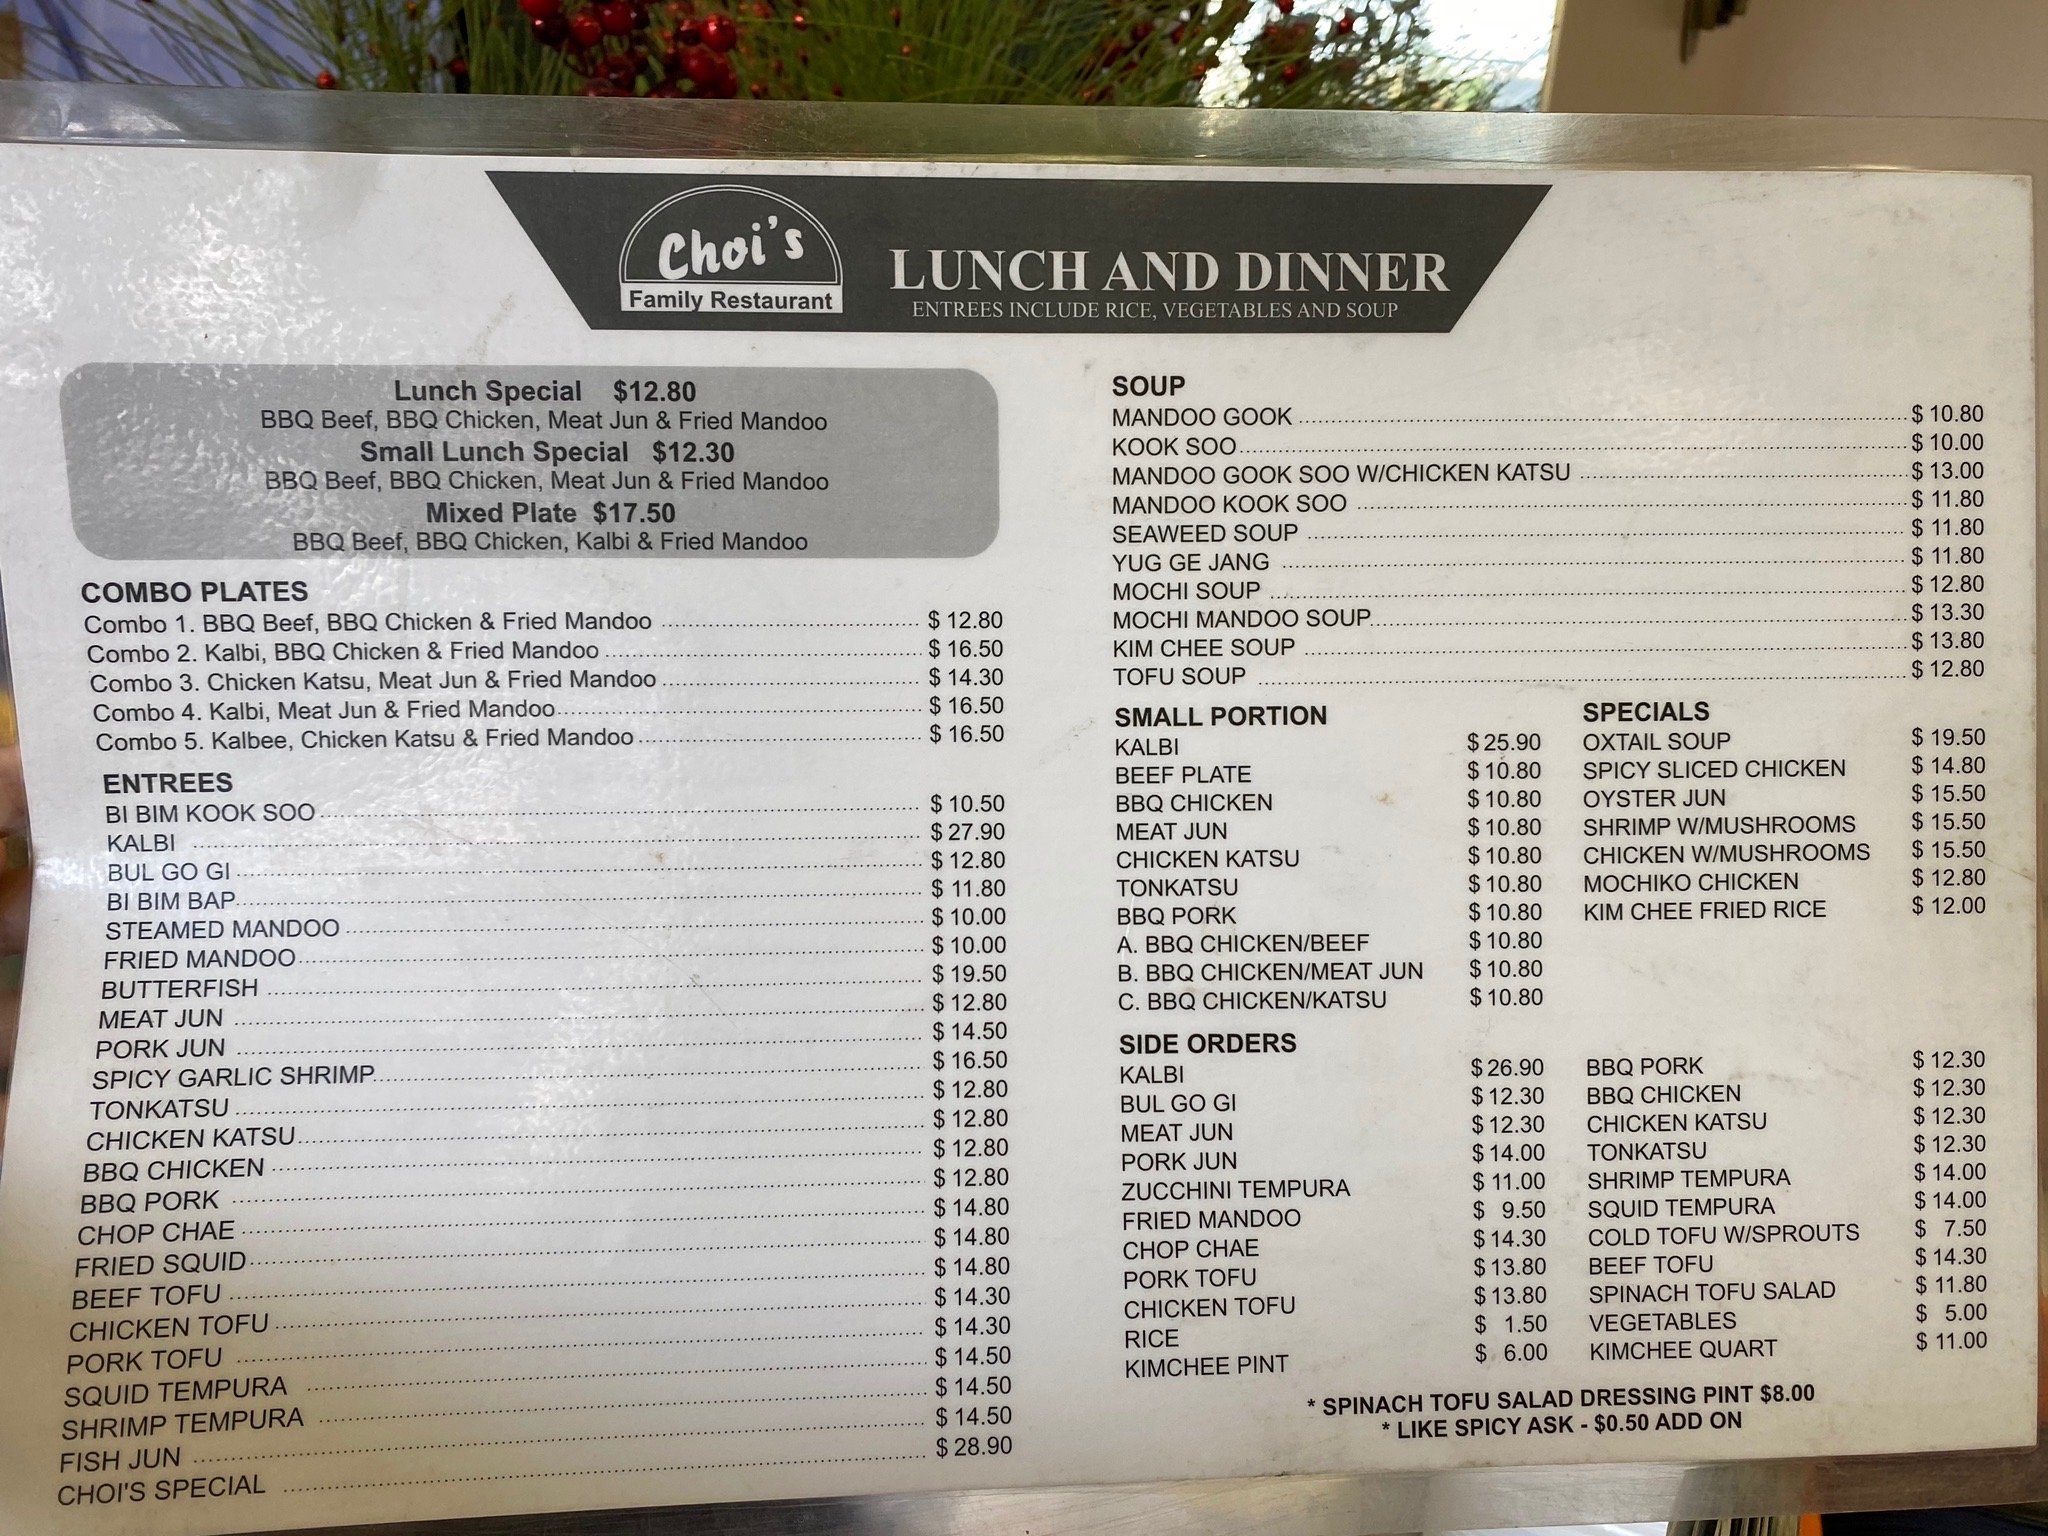 Choi's
Family Restaurant
LUNCH AND DINNER
ENTREES INCLUDE RICE, VEGETABLES AND SOUP
Lunch Special $12.80
BBQ Beef, BBQ Chicken, Meat Jun & Fried Mandoo
Small Lunch Special $12.30
BBQ Beef, BBQ Chicken, Meat Jun & Fried Mandoo
Mixed Plate $17.50
BBQ Beef, BBQ Chicken, Kalbi & Fried Mandoo
COMBO PLATES
Combo 1. BBQ Beef, BBQ Chicken & Fried Mandoo $ 12.80
Combo 2. Kalbi, BBQ Chicken & Fried Mandoo $ 16.50
Combo 3. Chicken Katsu, Meat Jun & Fried Mandoo $ 14.30
Combo 4. Kalbi, Meat Jun & Fried Mandoo $ 16.50
Combo 5. Kalbee, Chicken Katsu & Fried Mandoo $ 16.50
ENTREES
BI BIM KOOK SOO $ 10.50
KALBI $ 27.90
BUL GO GI $ 12.80
BI BIM BAP $ 11.80
STEAMED MANDOO $ 10.00
FRIED MANDOO $ 10.00
BUTTERFISH $ 19.50
MEAT JUN $ 12.80
PORK JUN $ 14.50
SPICY GARLIC SHRIMP $ 16.50
TONKATSU $ 12.80
CHICKEN KATSU $ 12.80
BBQ CHICKEN $ 12.80
BBQ PORK $ 12.80
CHOP CHAE $ 14.80
FRIED SQUID $ 14.80
BEEF TOFU $ 14.80
CHICKEN TOFU $ 14.30
PORK TOFU $ 14.30
SQUID TEMPURA $ 14.50
SHRIMP TEMPURA $ 14.50
FISH JUN $ 14.50
CHOI'S SPECIAL $ 28.90
SOUP
MANDOO GOOK $ 10.80
KOOK SOO $ 10.00
MANDOO GOOK SOO W/CHICKEN KATSU $ 13.00
MANDOO KOOK SOO $ 11.80
SEAWEED SOUP $ 11.80
YUG GE JANG $ 11.80
MOCHI SOUP $ 12.80
MOCHI MANDOO SOUP $ 13.30
KIM CHEE SOUP $ 13.80
TOFU SOUP $ 12.80
SMALL PORTION
KALBI $ 25.90
BEEF PLATE $ 10.80
BBQ CHICKEN $ 10.80
MEAT JUN $ 10.80
CHICKEN KATSU $ 10.80
TONKATSU $ 10.80
BBQ PORK $ 10.80
A. BBQ CHICKEN/BEEF $ 10.80
B. BBQ CHICKEN/MEAT JUN $ 10.80
C. BBQ CHICKEN/KATSU $ 10.80
SPECIALS
OXTAIL SOUP $ 19.50
SPICY SLICED CHICKEN $ 14.80
OYSTER JUN $ 15.50
SHRIMP W/MUSHROOMS $ 15.50
CHICKEN W/MUSHROOMS $ 15.50
MOCHIKO CHICKEN $ 12.80
KIM CHEE FRIED RICE $ 12.00
SIDE ORDERS
KALBI $ 26.90
BUL GO GI $ 12.30
MEAT JUN $ 12.30
PORK JUN $ 14.00
ZUCCHINI TEMPURA $ 11.00
FRIED MANDOO $ 9.50
CHOP CHAE $ 14.30
PORK TOFU $ 13.80
CHICKEN TOFU $ 13.80
RICE $ 1.50
KIMCHEE PINT $ 6.00
BBQ PORK $ 12.30
BBQ CHICKEN $ 12.30
CHICKEN KATSU $ 12.30
TONKATSU $ 12.30
SHRIMP TEMPURA $ 14.00
SQUID TEMPURA $ 14.00
COLD TOFU W/SPROUTS $ 7.50
BEEF TOFU $ 14.30
SPINACH TOFU SALAD $ 11.80
VEGETABLES $ 5.00
KIMCHEE QUART $ 11.00
* SPINACH TOFU SALAD DRESSING PINT $8.00
* LIKE SPICY ASK - $0.50 ADD ON